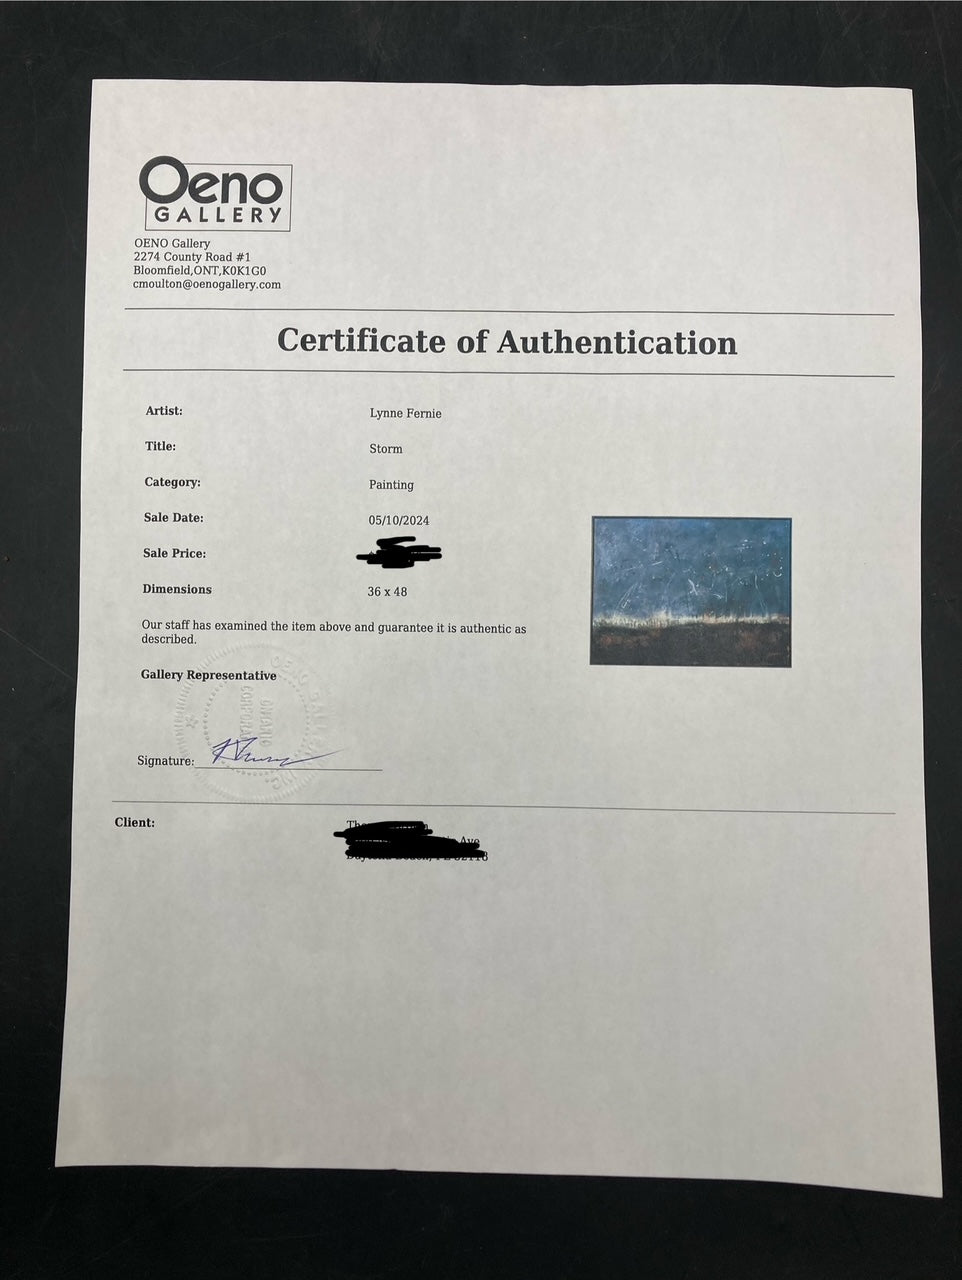 Oeno
GALLERY
OENO Gallery
2274 County Road #1
Bloomfield,ONT,K0K1G0
cmoulton@oenogallery.com
Certificate of Authentication
Artist: Lynne Fernie
Title: Storm
Category: Painting
Sale Date: 05/10/2024
Sale Price:
Dimensions 36 x 48
Our staff has examined the item above and guarantee it is authentic as
described.
Gallery Representative
Signature:
Client:
Ave